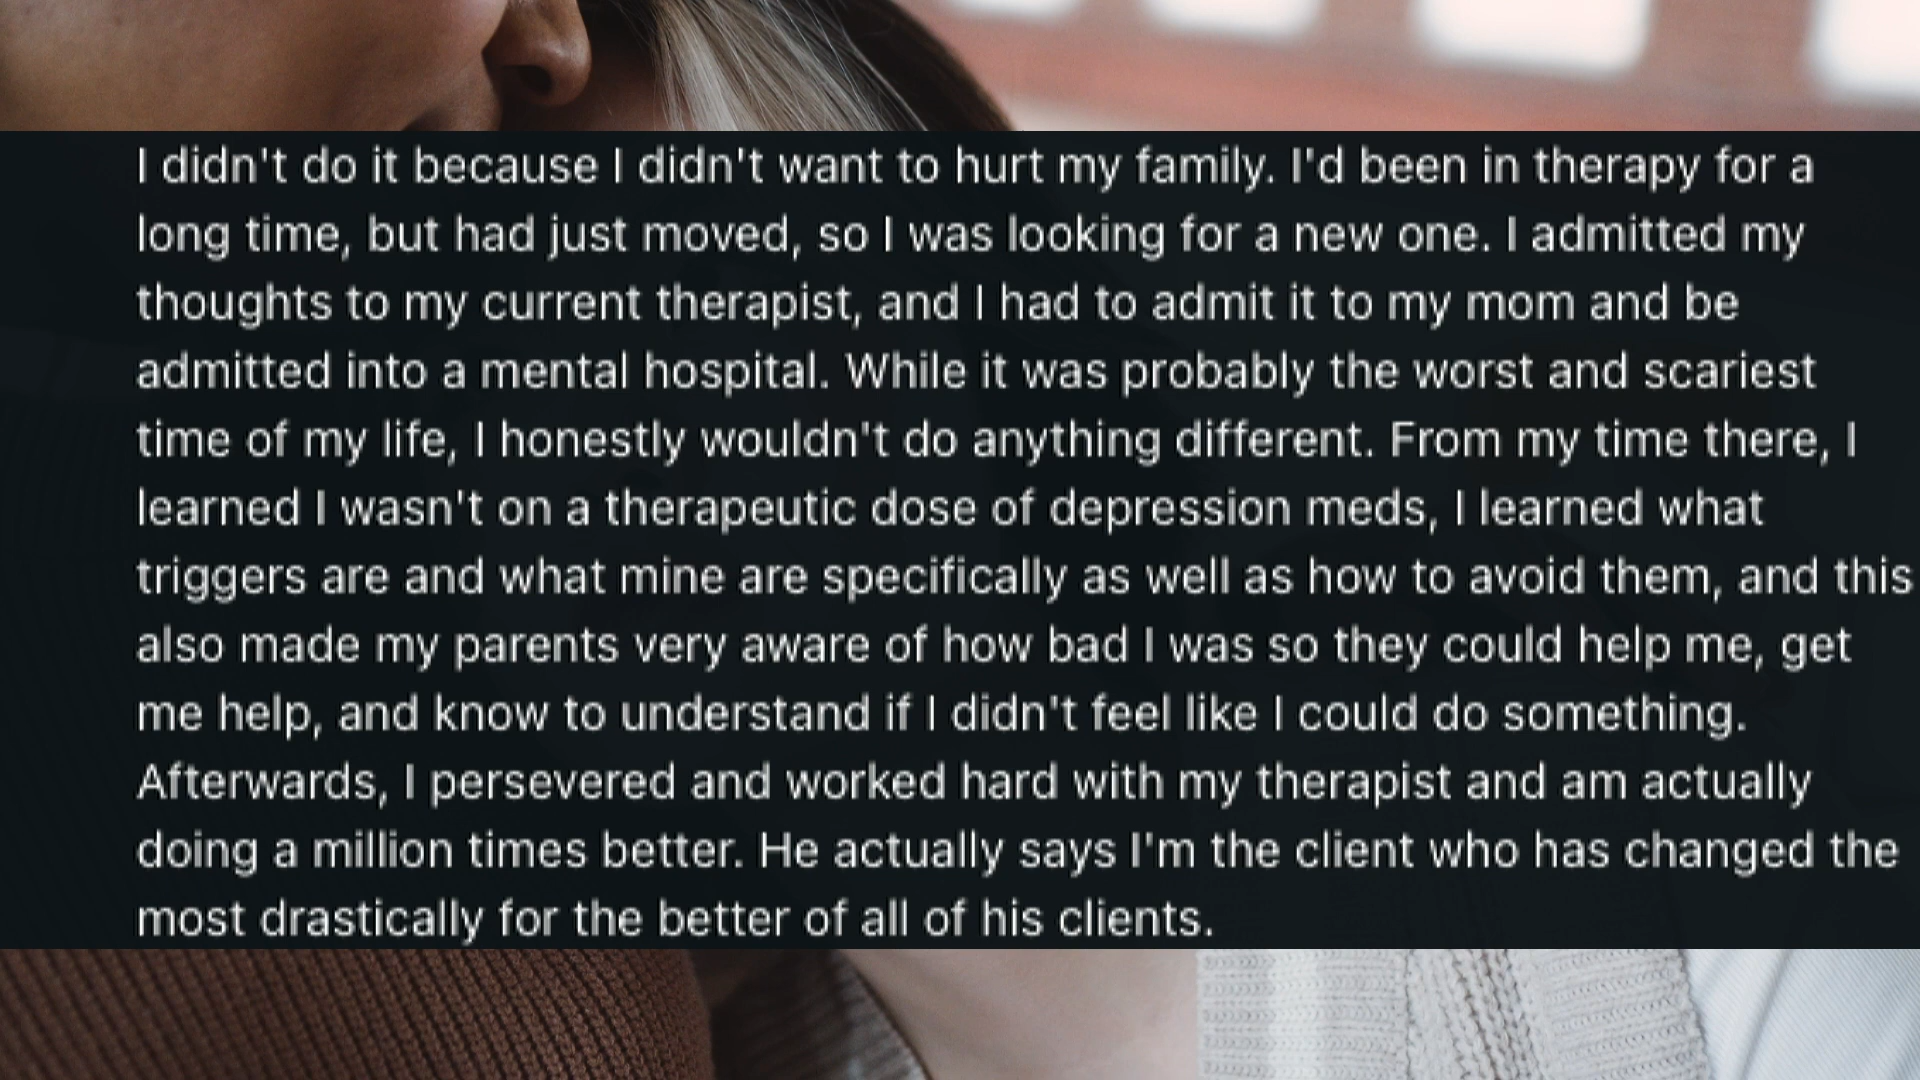 I didn't do it because I didn't want to hurt my family. I'd been in therapy for a
long time, but had just moved, so I was looking for a new one. I admitted my
thoughts to my current therapist, and I had to admit it to my mom and be
admitted into a mental hospital. While it was probably the worst and scariest
time of my life, I honestly wouldn't do anything different. From my time there, I
learned I wasn't on a therapeutic dose of depression meds, I learned what
triggers are and what mine are specifically as well as how to avoid them, and this
also made my parents very aware of how bad I was so they could help me, get
me help, and know to understand if I didn't feel like I could do something.
Afterwards, I persevered and worked hard with my therapist and am actually
doing a million times better. He actually says I'm the client who has changed the
most drastically for the better of all of his clients.